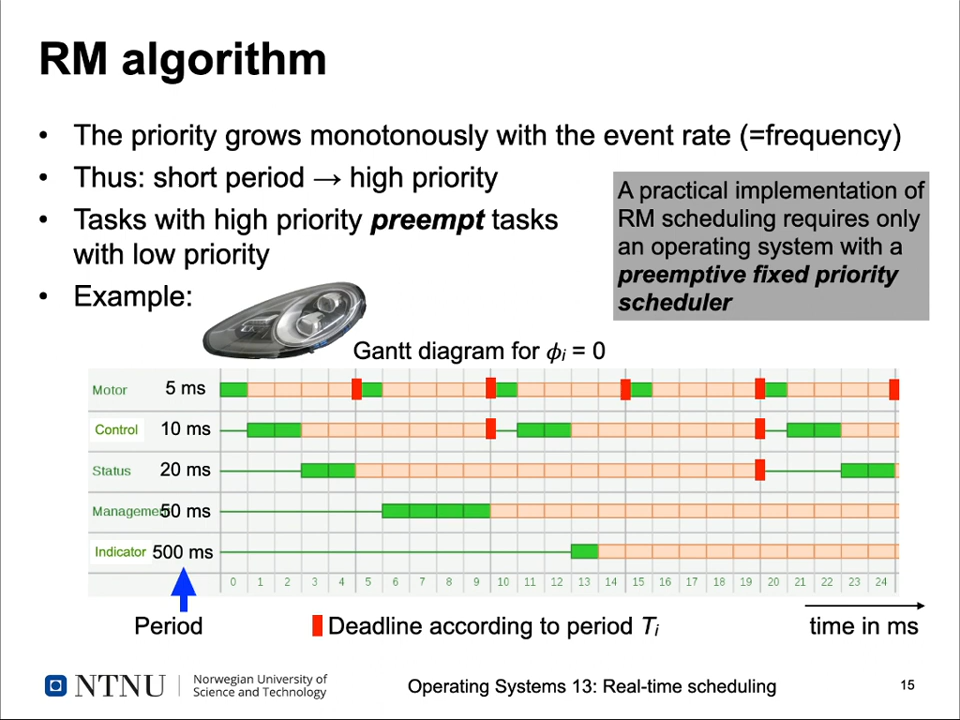 RM algorithm
• The priority grows monotonously with the event rate (=frequency)
• Thus: short period → high priority
• Tasks with high priority preempt tasks
with low priority
• Example:
A practical implementation of
RM scheduling requires only
an operating system with a
preemptive fixed priority
scheduler
Gantt diagram for ϕi = 0
Motor 5 ms
Control 10 ms
Status 20 ms
Managemen 50 ms
Indicator 500 ms
0 1 2 3 4 5 6 7 8 9 10 11 12 13 14 15 16 17 18 19 20 21 22 23 24
Period
Deadline according to period Ti
time in ms
NTNU
Norwegian University of
Science and Technology
Operating Systems 13: Real-time scheduling
15